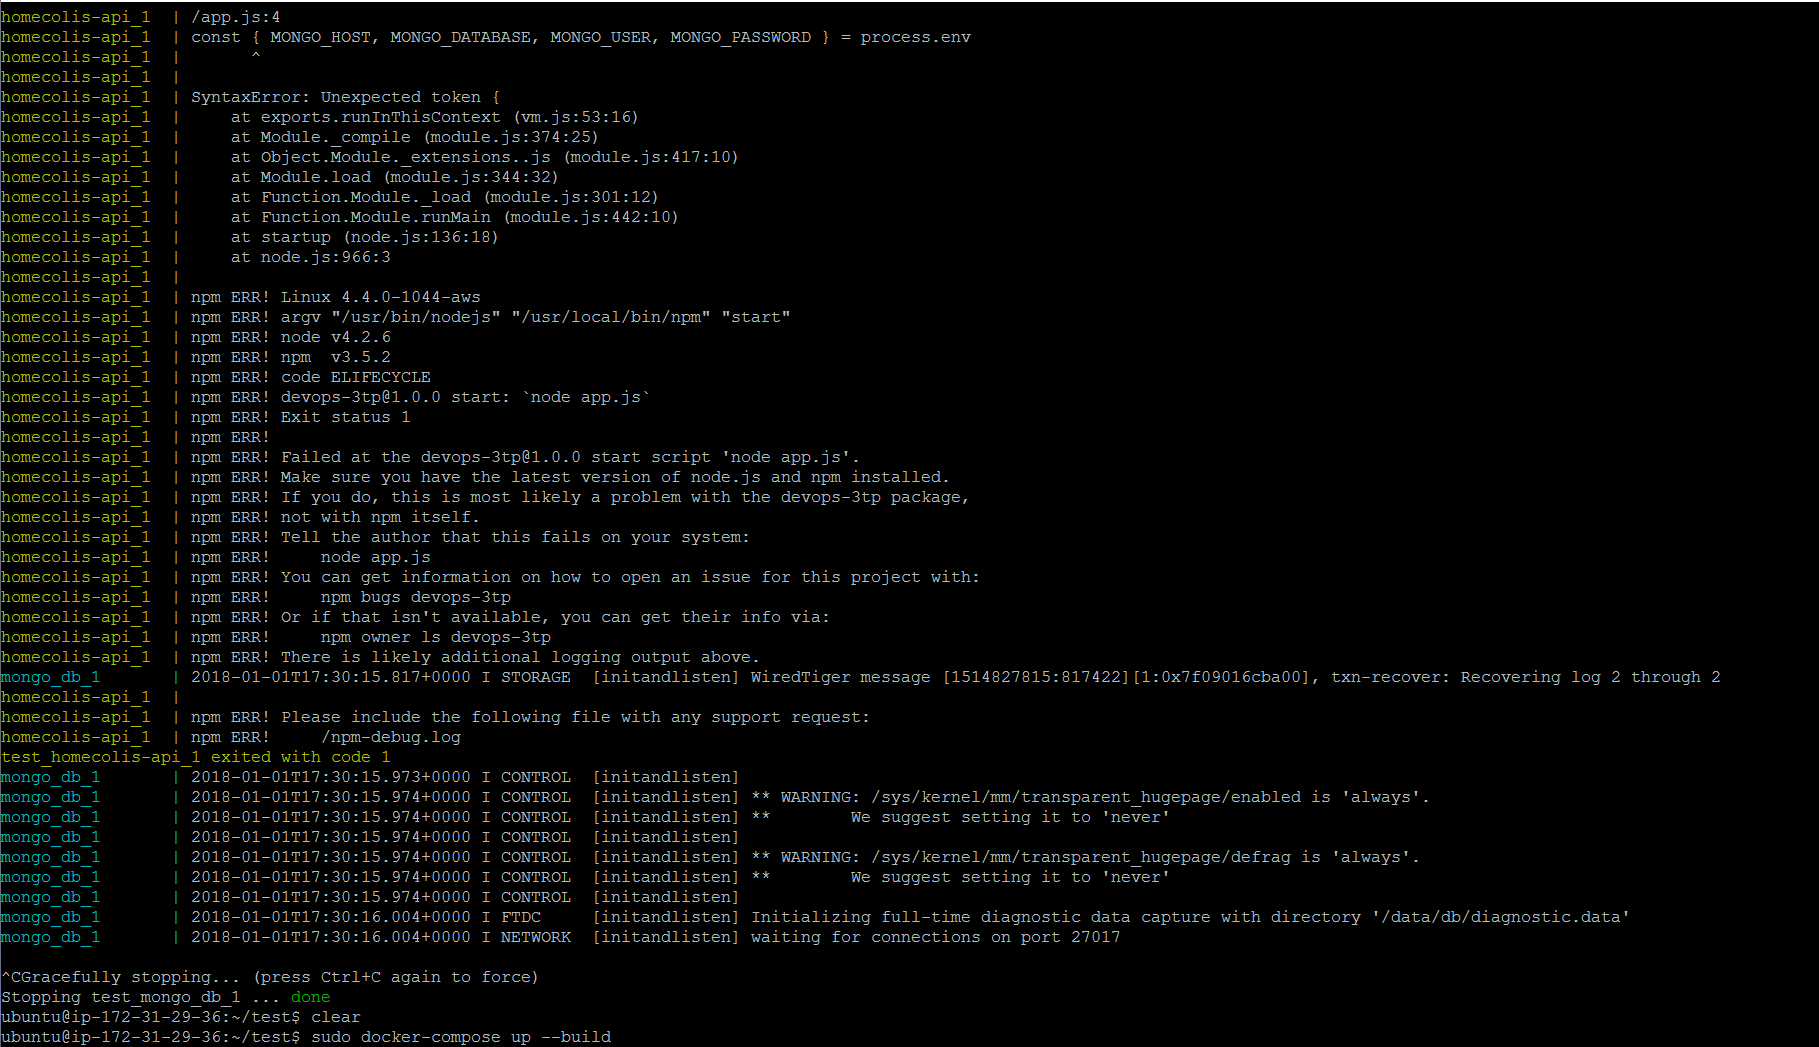 homecolis-api_1  | /app.js:4
homecolis-api_1  | const { MONGO_HOST, MONGO_DATABASE, MONGO_USER, MONGO_PASSWORD } = process.env
homecolis-api_1  |       ^
homecolis-api_1  |
homecolis-api_1  | SyntaxError: Unexpected token {
homecolis-api_1  |     at exports.runInThisContext (vm.js:53:16)
homecolis-api_1  |     at Module._compile (module.js:374:25)
homecolis-api_1  |     at Object.Module._extensions..js (module.js:417:10)
homecolis-api_1  |     at Module.load (module.js:344:32)
homecolis-api_1  |     at Function.Module._load (module.js:301:12)
homecolis-api_1  |     at Function.Module.runMain (module.js:442:10)
homecolis-api_1  |     at startup (node.js:136:18)
homecolis-api_1  |     at node.js:966:3
homecolis-api_1  |
homecolis-api_1  | npm ERR! Linux 4.4.0-1044-aws
homecolis-api_1  | npm ERR! argv "/usr/bin/nodejs" "/usr/local/bin/npm" "start"
homecolis-api_1  | npm ERR! node v4.2.6
homecolis-api_1  | npm ERR! npm  v3.5.2
homecolis-api_1  | npm ERR! code ELIFECYCLE
homecolis-api_1  | npm ERR! devops-3tp@1.0.0 start: `node app.js`
homecolis-api_1  | npm ERR! Exit status 1
homecolis-api_1  | npm ERR!
homecolis-api_1  | npm ERR! Failed at the devops-3tp@1.0.0 start script 'node app.js'.
homecolis-api_1  | npm ERR! Make sure you have the latest version of node.js and npm installed.
homecolis-api_1  | npm ERR! If you do, this is most likely a problem with the devops-3tp package,
homecolis-api_1  | npm ERR! not with npm itself.
homecolis-api_1  | npm ERR! Tell the author that this fails on your system:
homecolis-api_1  | npm ERR!     node app.js
homecolis-api_1  | npm ERR! You can get information on how to open an issue for this project with:
homecolis-api_1  | npm ERR!     npm bugs devops-3tp
homecolis-api_1  | npm ERR! Or if that isn't available, you can get their info via:
homecolis-api_1  | npm ERR!     npm owner ls devops-3tp
homecolis-api_1  | npm ERR! There is likely additional logging output above.
mongo_db_1       | 2018-01-01T17:30:15.817+0000 I STORAGE  [initandlisten] WiredTiger message [1514827815:817422][1:0x7f09016cba00], txn-recover: Recovering log 2 through 2
homecolis-api_1  |
homecolis-api_1  | npm ERR! Please include the following file with any support request:
homecolis-api_1  | npm ERR!     /npm-debug.log
test_homecolis-api_1 exited with code 1
mongo_db_1       | 2018-01-01T17:30:15.973+0000 I CONTROL  [initandlisten]
mongo_db_1       | 2018-01-01T17:30:15.974+0000 I CONTROL  [initandlisten] ** WARNING: /sys/kernel/mm/transparent_hugepage/enabled is 'always'.
mongo_db_1       | 2018-01-01T17:30:15.974+0000 I CONTROL  [initandlisten] **        We suggest setting it to 'never'
mongo_db_1       | 2018-01-01T17:30:15.974+0000 I CONTROL  [initandlisten]
mongo_db_1       | 2018-01-01T17:30:15.974+0000 I CONTROL  [initandlisten] ** WARNING: /sys/kernel/mm/transparent_hugepage/defrag is 'always'.
mongo_db_1       | 2018-01-01T17:30:15.974+0000 I CONTROL  [initandlisten] **        We suggest setting it to 'never'
mongo_db_1       | 2018-01-01T17:30:15.974+0000 I CONTROL  [initandlisten]
mongo_db_1       | 2018-01-01T17:30:16.004+0000 I FTDC     [initandlisten] Initializing full-time diagnostic data capture with directory '/data/db/diagnostic.data'
mongo_db_1       | 2018-01-01T17:30:16.004+0000 I NETWORK  [initandlisten] waiting for connections on port 27017
^CGracefully stopping... (press Ctrl+C again to force)
Stopping test_mongo_db_1 ... done
ubuntu@ip-172-31-29-36:~/test$ clear
ubuntu@ip-172-31-29-36:~/test$ sudo docker-compose up --build